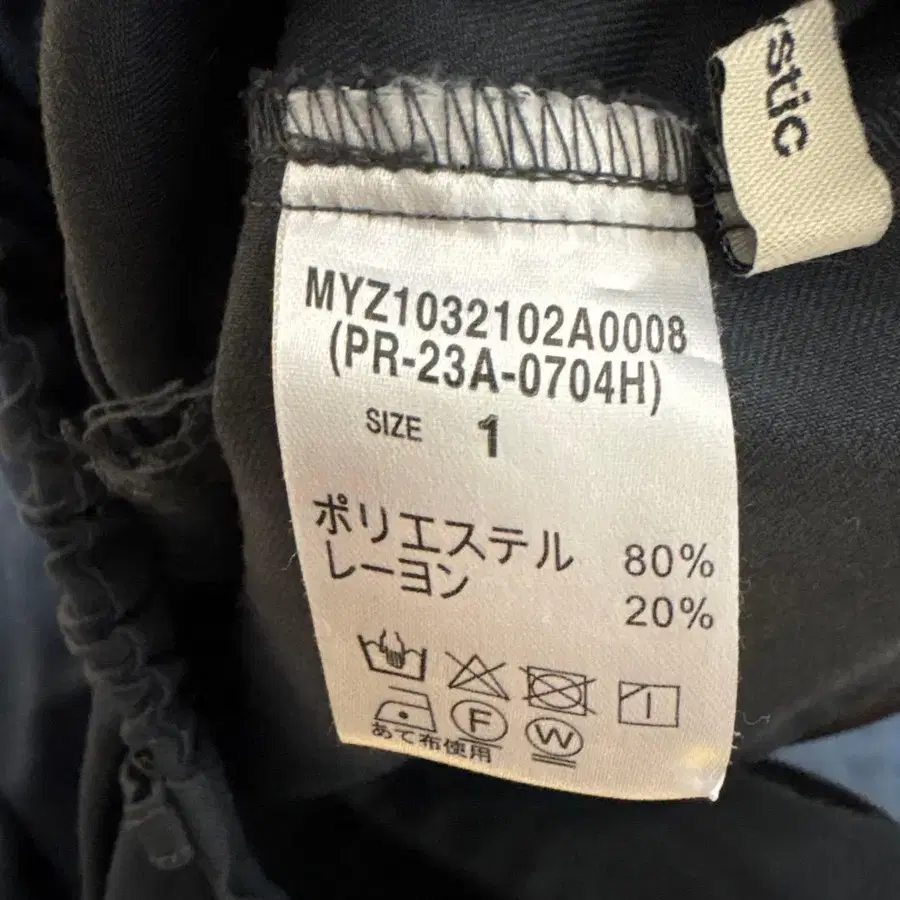 stic
MYZ1032102A0008
(PR-23A-0704H)
SIZE 1
ポリエステル 80%
レーヨン 20%
F W
あて布使用